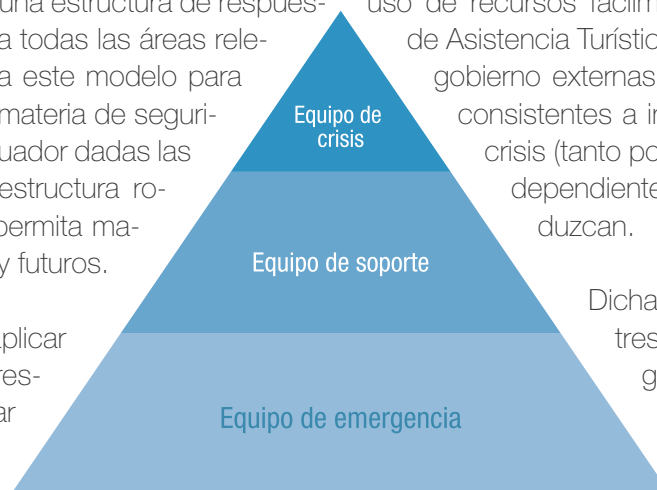 una estructura de respues-
a todas las áreas rele-
a este modelo para
materia de seguri-
uador dadas las
estructura ro-
permita ma-
y futuros.
plicar
res-
ar
Equipo de
crisis
Equipo de soporte
Equipo de emergencia
uso de recursos fácilm
de Asistencia Turístic
gobierno externas
consistentes a in
crisis (tanto po
dependiente
duzcan.
Dicha
tres
g